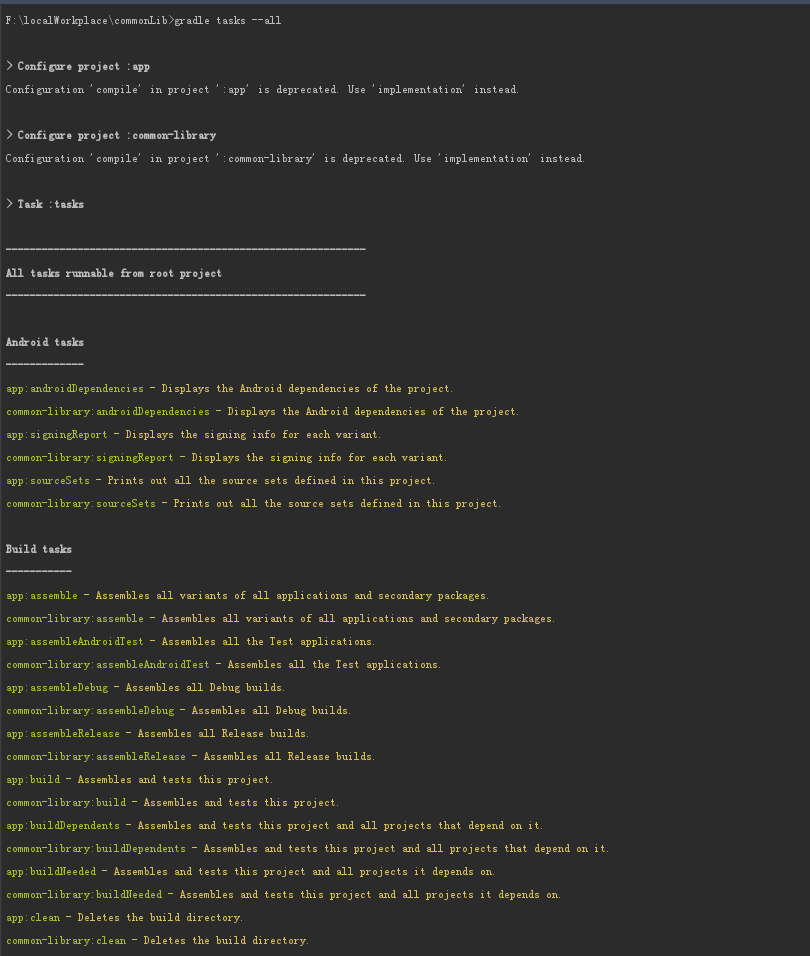 F:\localWorkplace\commonLib>gradle tasks --all
> Configure project :app
Configuration 'compile' in project ':app' is deprecated. Use 'implementation' instead.
> Configure project :common-library
Configuration 'compile' in project ':common-library' is deprecated. Use 'implementation' instead.
> Task :tasks
------------------------------------------------------------
All tasks runnable from root project
------------------------------------------------------------
Android tasks
-------------
app:androidDependencies - Displays the Android dependencies of the project.
common-library:androidDependencies - Displays the Android dependencies of the project.
app:signingReport - Displays the signing info for each variant.
common-library:signingReport - Displays the signing info for each variant.
app:sourceSets - Prints out all the source sets defined in this project.
common-library:sourceSets - Prints out all the source sets defined in this project.
Build tasks
-----------
app:assemble - Assembles all variants of all applications and secondary packages.
common-library:assemble - Assembles all variants of all applications and secondary packages.
app:assembleAndroidTest - Assembles all the Test applications.
common-library:assembleAndroidTest - Assembles all the Test applications.
app:assembleDebug - Assembles all Debug builds.
common-library:assembleDebug - Assembles all Debug builds.
app:assembleRelease - Assembles all Release builds.
common-library:assembleRelease - Assembles all Release builds.
app:build - Assembles and tests this project.
common-library:build - Assembles and tests this project.
app:buildDependents - Assembles and tests this project and all projects that depend on it.
common-library:buildDependents - Assembles and tests this project and all projects that depend on it.
app:buildNeeded - Assembles and tests this project and all projects it depends on.
common-library:buildNeeded - Assembles and tests this project and all projects it depends on.
app:clean - Deletes the build directory.
common-library:clean - Deletes the build directory.